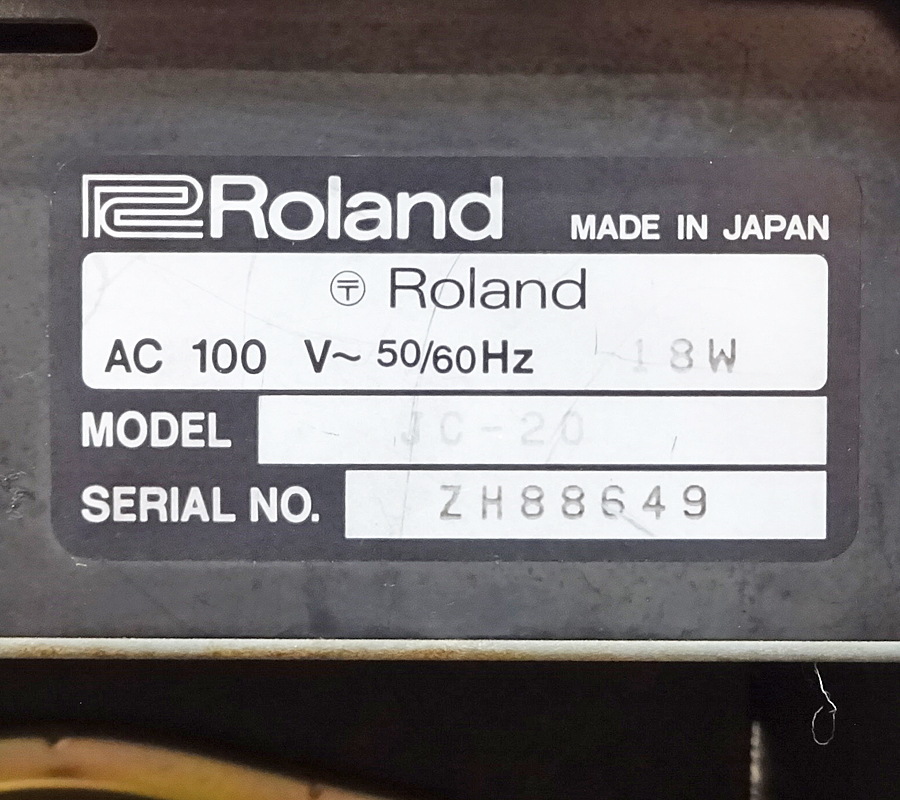 Roland MADE IN JAPAN
〒 Roland
AC 100 V~ 50/60Hz 18W
MODEL JC-20
SERIAL NO. ZH88649